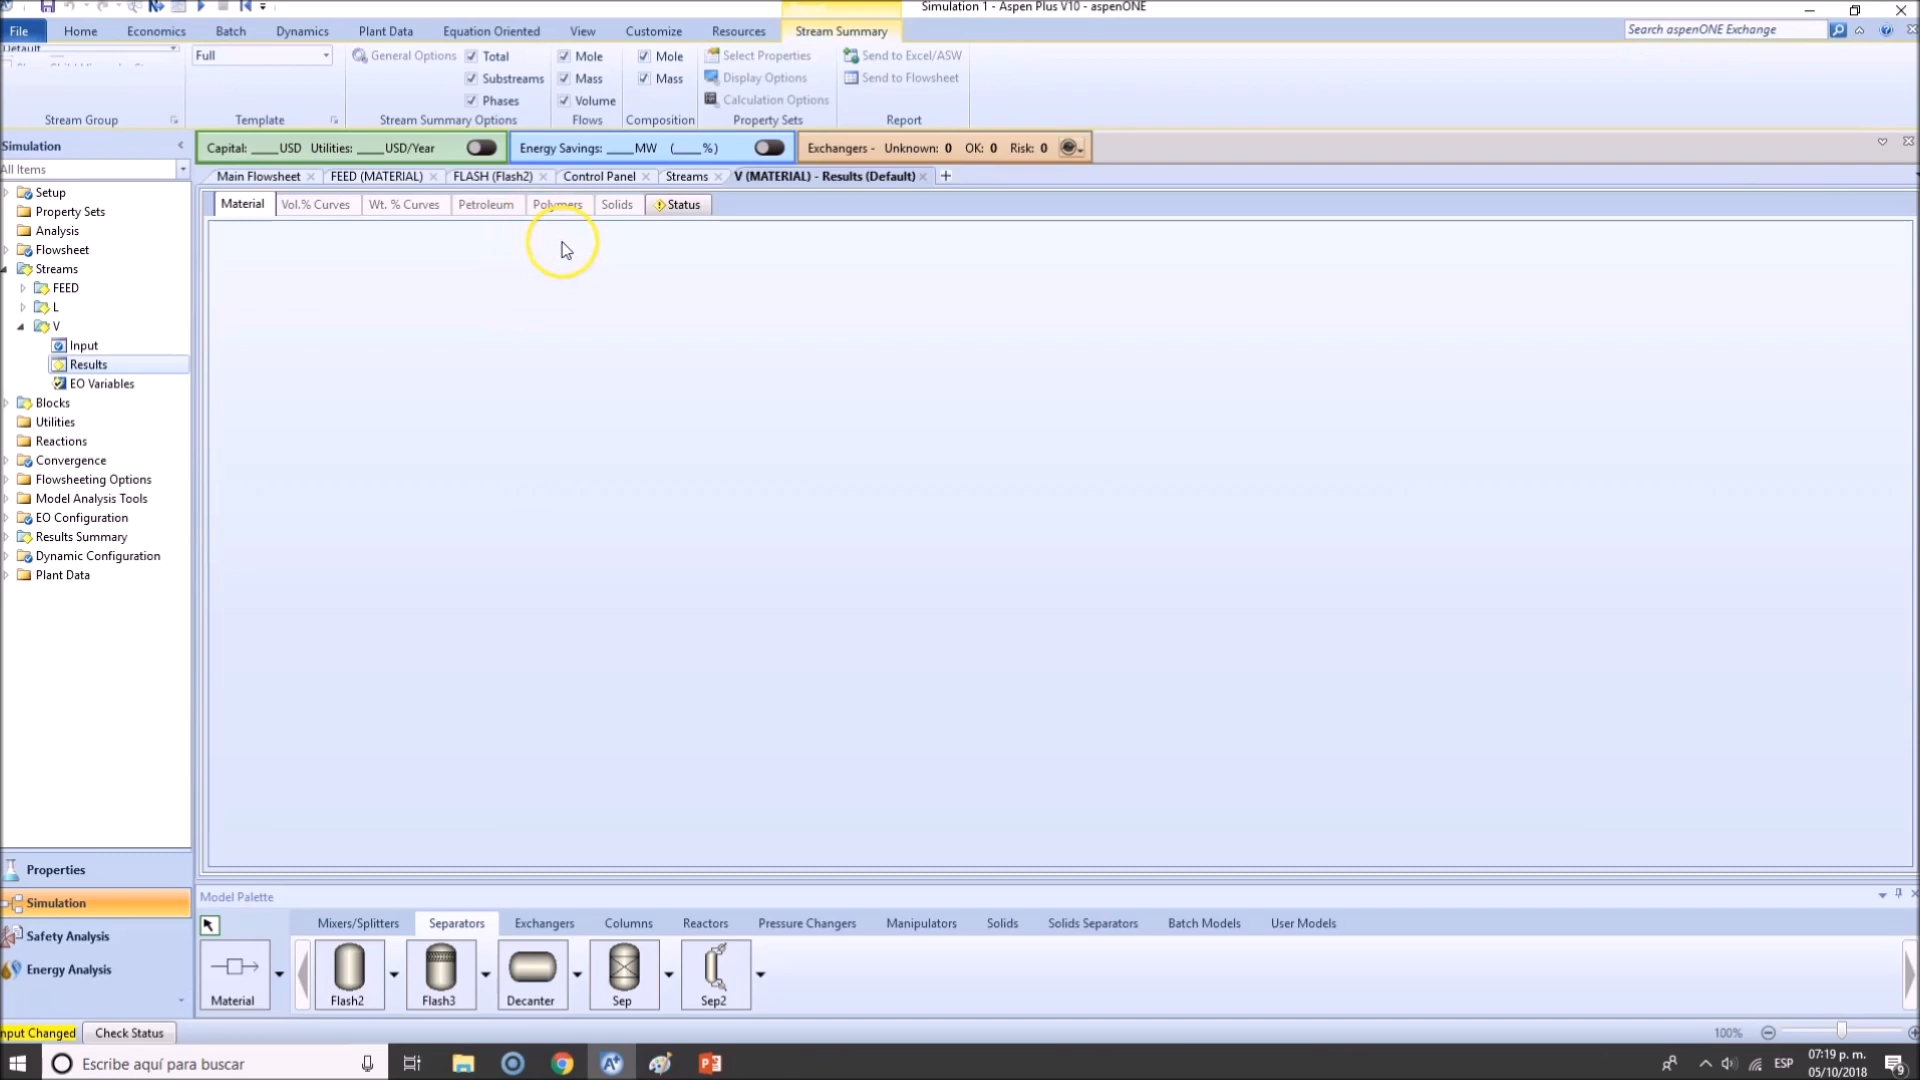 Simulation 1 - Aspen Plus V10 - aspenONE
File Home Economics Batch Dynamics Plant Data Equation Oriented View Customize Resources Stream Summary Search aspenONE Exchange
Default Full General Options Total Mole Mole Select Properties Send to Excel/ASW
Substreams Mass Mass Display Options Send to Flowsheet
Phases Volume Calculation Options
Stream Group Template Stream Summary Options Flows Composition Property Sets Report
Simulation Capital: ____USD Utilities: ____USD/Year Energy Savings: ____MW (____%) Exchangers - Unknown: 0 OK: 0 Risk: 0
All Items Main Flowsheet FEED (MATERIAL) FLASH (Flash2) Control Panel Streams V (MATERIAL) - Results (Default)
Material Vol.% Curves Wt. % Curves Petroleum Polymers Solids Status
Setup
Property Sets
Analysis
Flowsheet
Streams
FEED
L
V
Input
Results
EO Variables
Blocks
Utilities
Reactions
Convergence
Flowsheeting Options
Model Analysis Tools
EO Configuration
Results Summary
Dynamic Configuration
Plant Data
Properties
Simulation
Safety Analysis
Energy Analysis
Model Palette
Mixers/Splitters Separators Exchangers Columns Reactors Pressure Changers Manipulators Solids Solids Separators Batch Models User Models
Material Flash2 Flash3 Decanter Sep Sep2
nput Changed Check Status 100%
Escribe aquí para buscar ESP 07:19 p. m.
05/10/2018 9